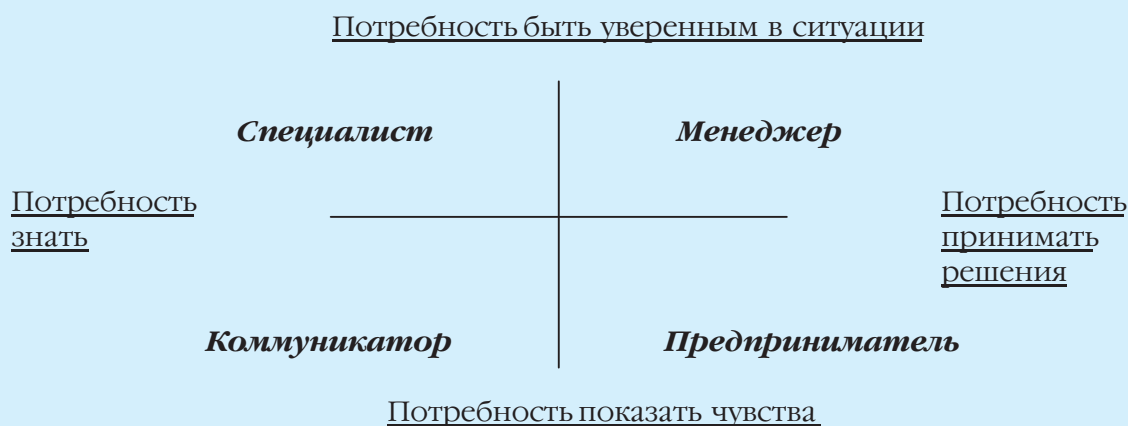 Потребность быть уверенным в ситуации
Специалист
Менеджер
Потребность
знать
Потребность
принимать
решения
Коммуникатор
Предприниматель
Потребность показать чувства